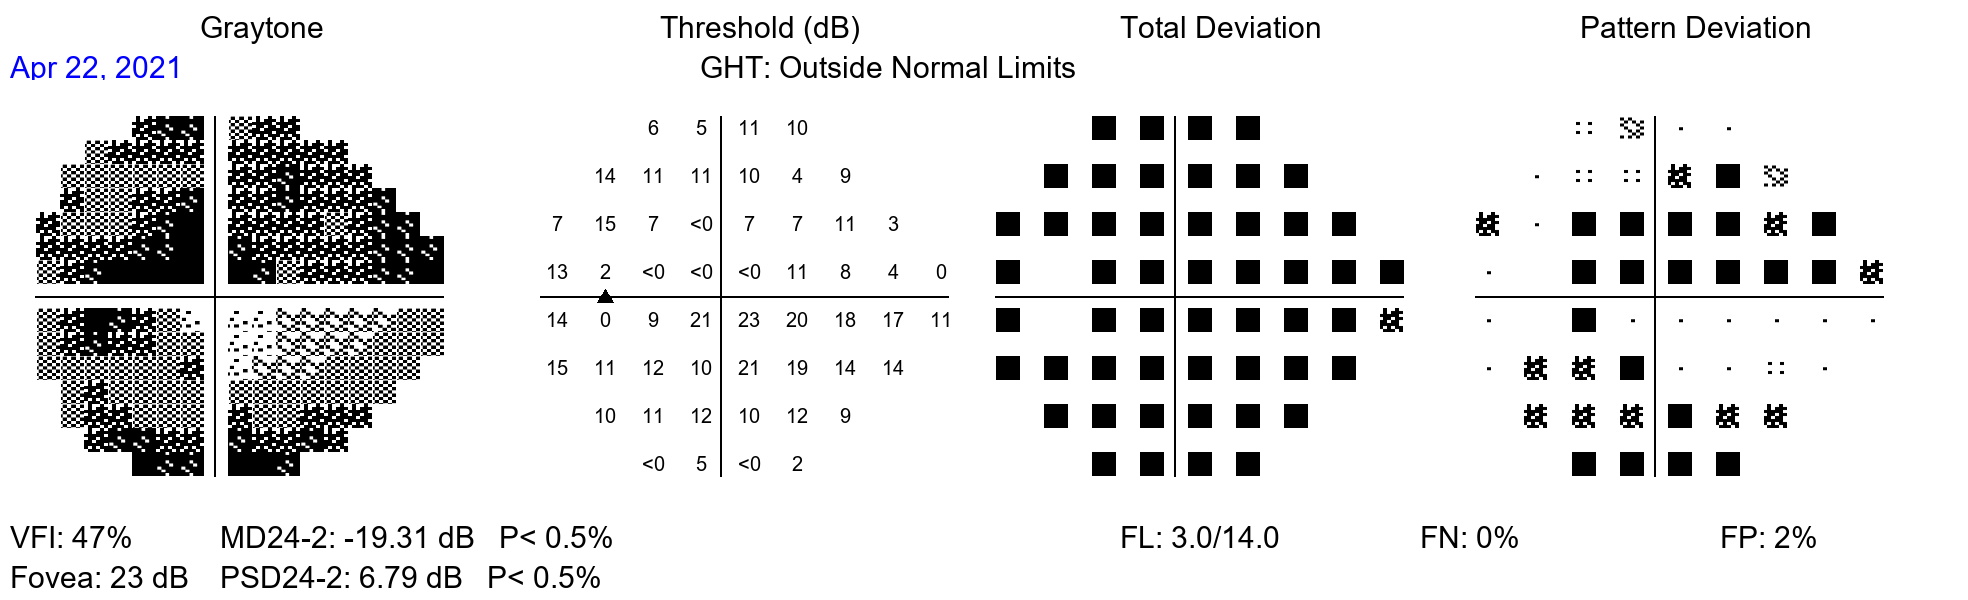 Graytone Threshold (dB) Total Deviation Pattern Deviation
Apr 22, 2021 GHT: Outside Normal Limits
6 5 11 10
14 11 11 10 4 9
7 15 7 <0 7 7 11 3
13 2 <0 <0 <0 11 8 4 0
14 0 9 21 23 20 18 17 11
15 11 12 10 21 19 14 14
10 11 12 10 12 9
<0 5 <0 2
VFI: 47% MD24-2: -19.31 dB P< 0.5% FL: 3.0/14.0 FN: 0% FP: 2%
Fovea: 23 dB PSD24-2: 6.79 dB P< 0.5%